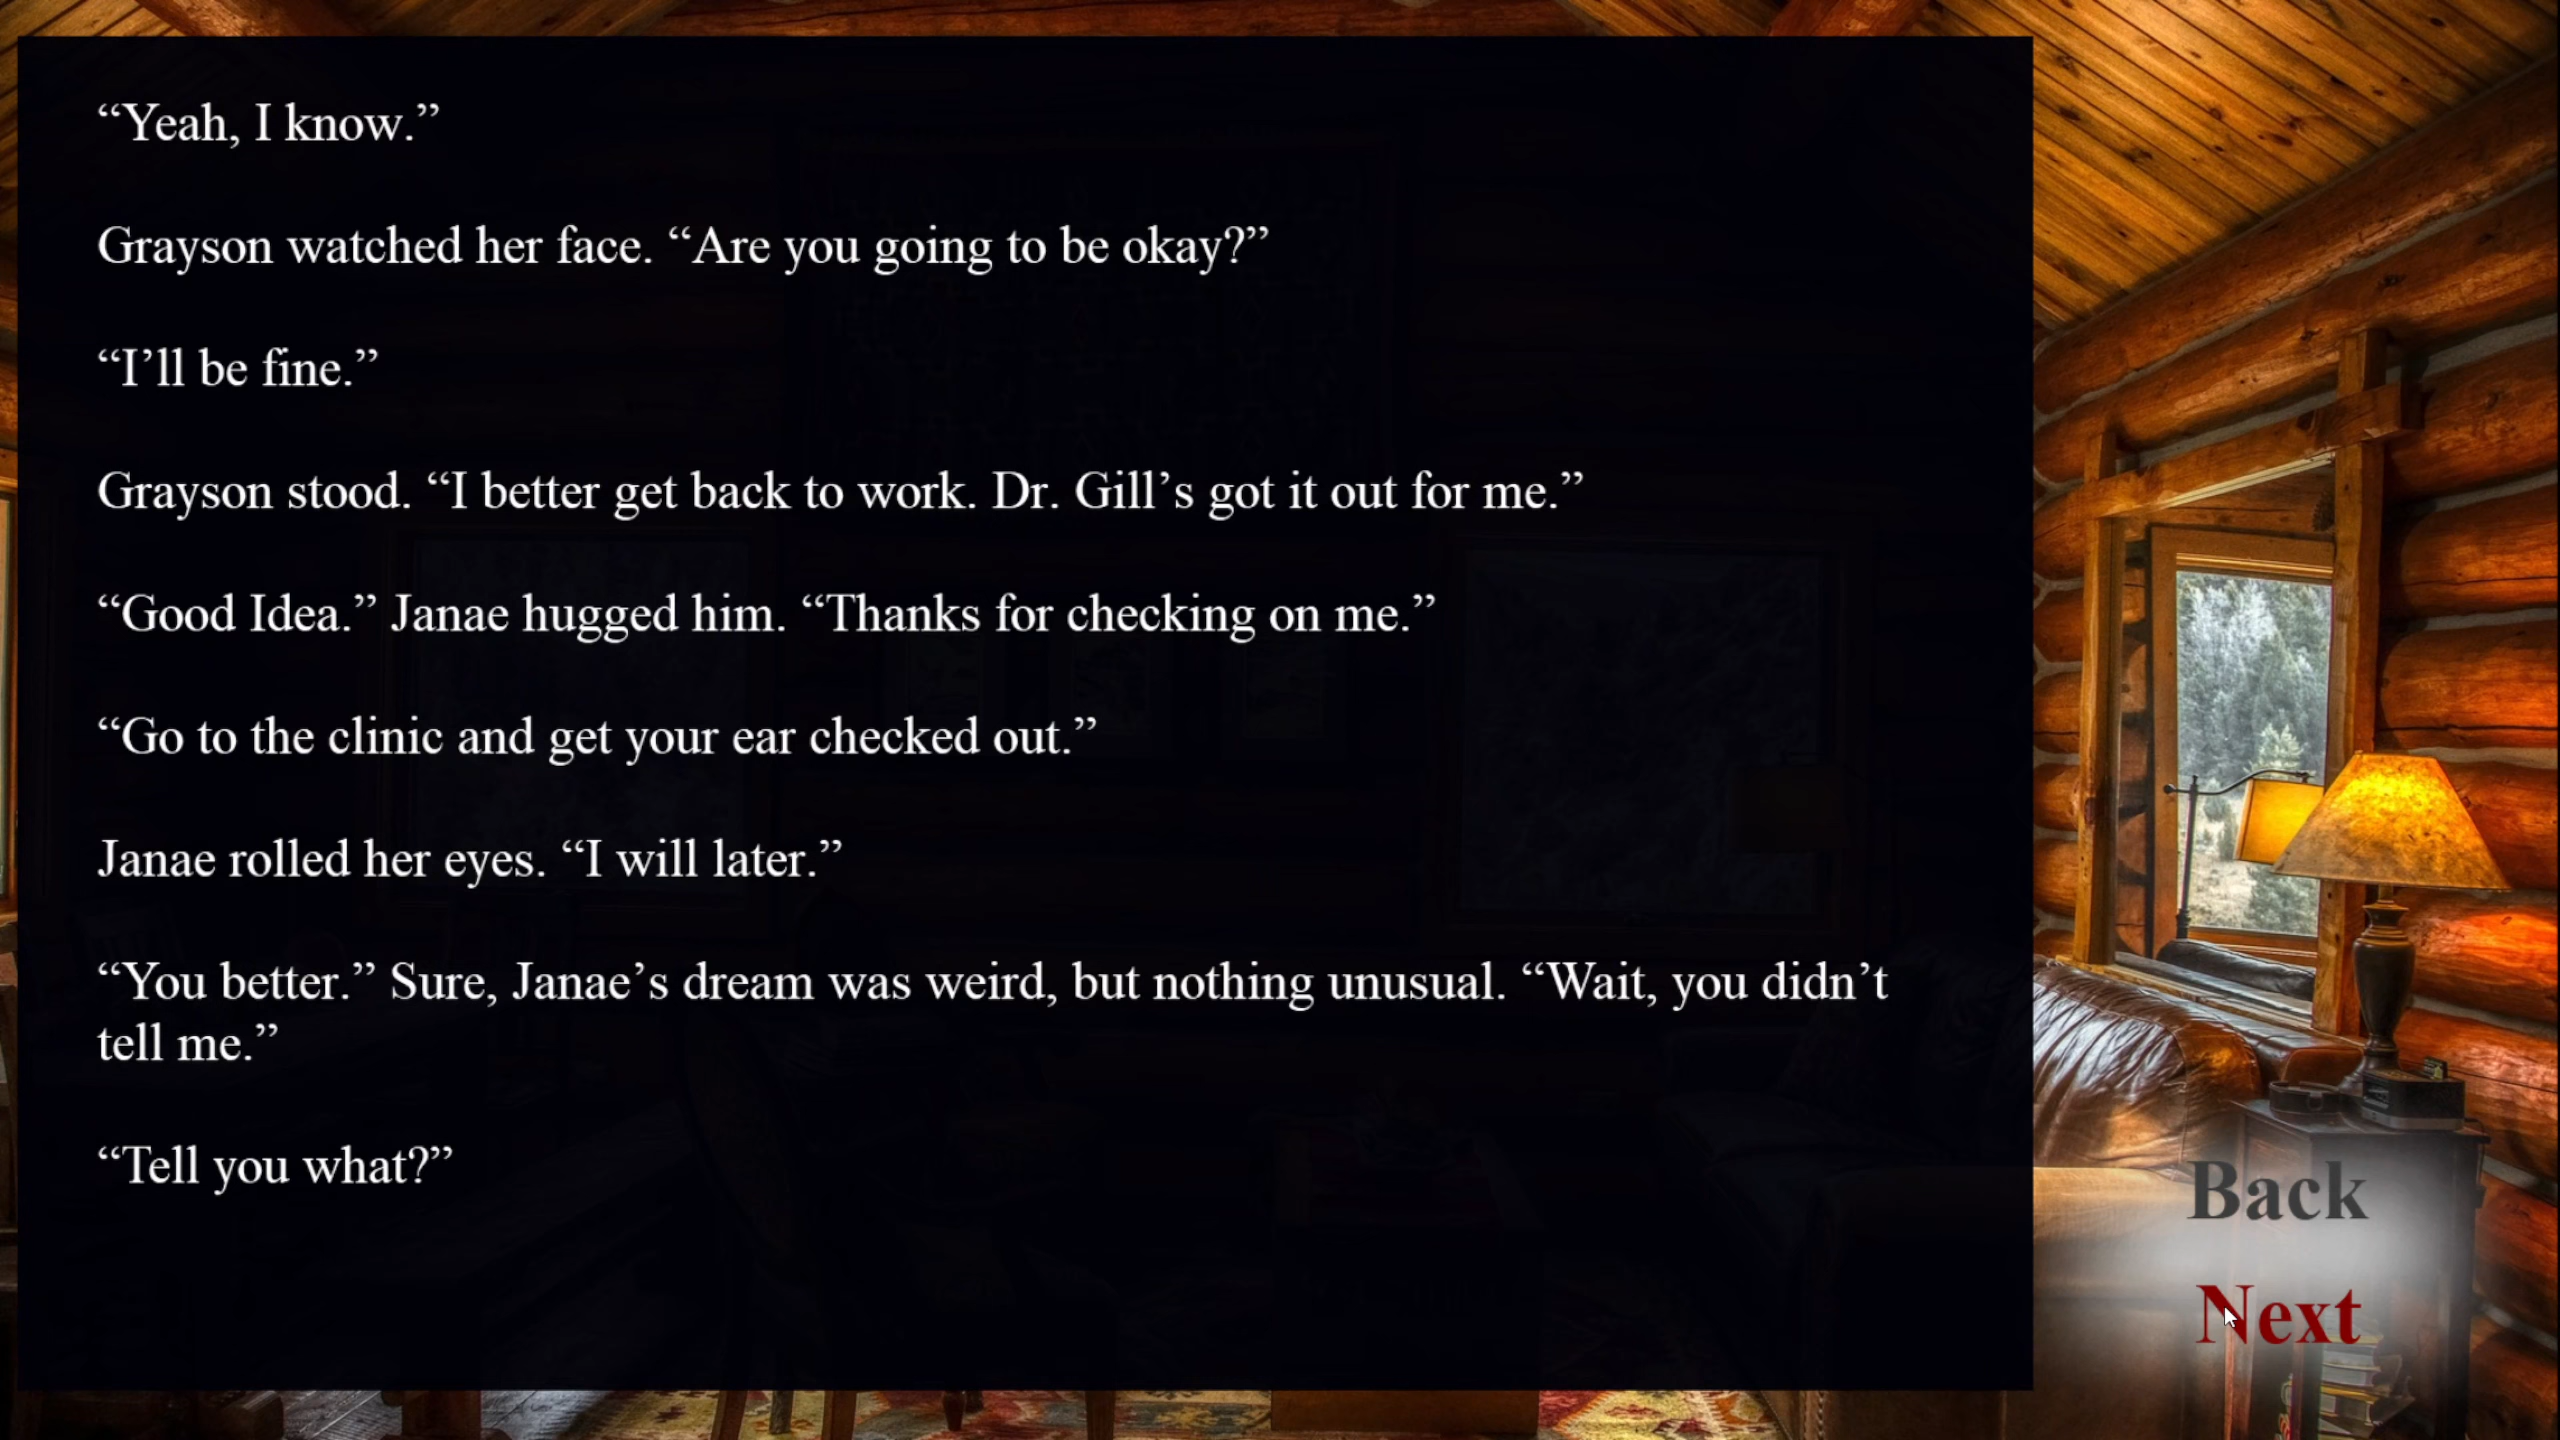 “Yeah, I know.”
Grayson watched her face. “Are you going to be okay?”
“I’ll be fine.”
Grayson stood. “I better get back to work. Dr. Gill’s got it out for me.”
“Good Idea.” Janae hugged him. “Thanks for checking on me.”
“Go to the clinic and get your ear checked out.”
Janae rolled her eyes. “I will later.”
“You better.” Sure, Janae’s dream was weird, but nothing unusual. “Wait, you didn’t
tell me.”
“Tell you what?”
Back
Next